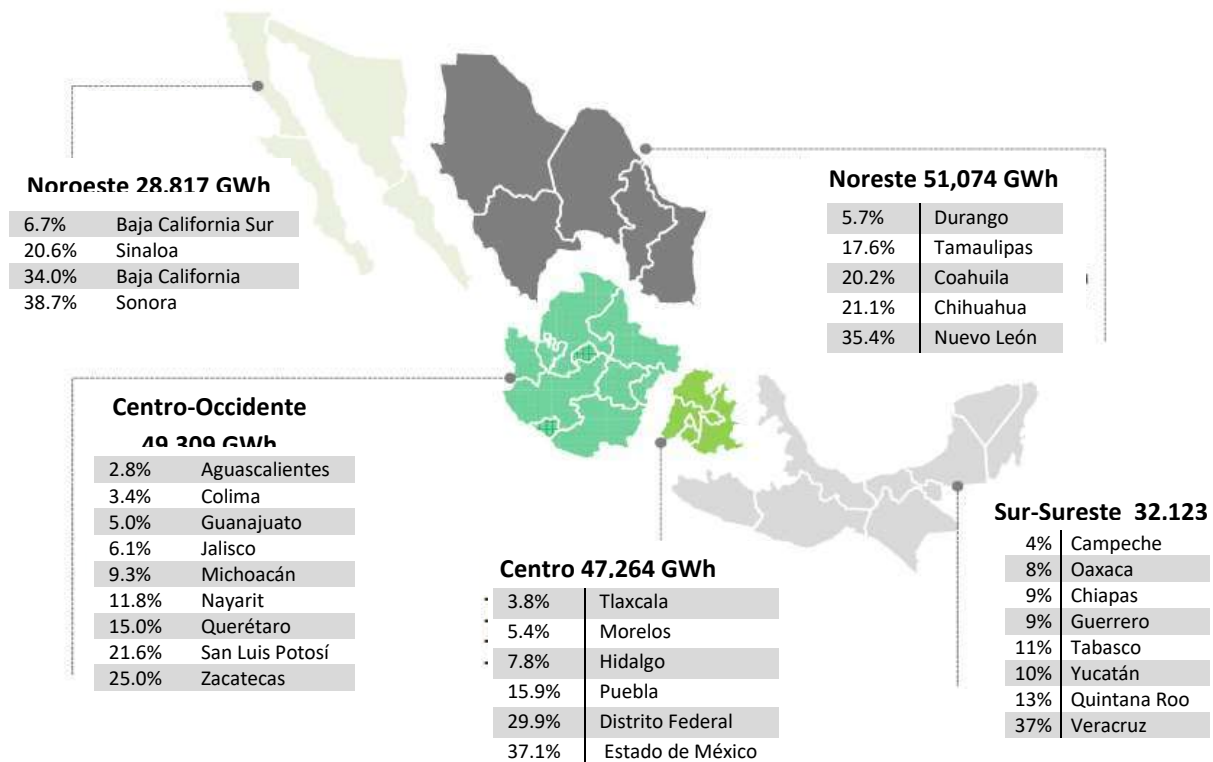 Noroeste 28,817 GWh
6.7% Baja California Sur
20.6% Sinaloa
34.0% Baja California
38.7% Sonora
Noreste 51,074 GWh
5.7% Durango
17.6% Tamaulipas
20.2% Coahuila
21.1% Chihuahua
35.4% Nuevo León
Centro-Occidente
49,309 GWh
2.8% Aguascalientes
3.4% Colima
5.0% Guanajuato
6.1% Jalisco
9.3% Michoacán
11.8% Nayarit
15.0% Querétaro
21.6% San Luis Potosí
25.0% Zacatecas
Centro 47,264 GWh
3.8% Tlaxcala
5.4% Morelos
7.8% Hidalgo
15.9% Puebla
29.9% Distrito Federal
37.1% Estado de México
Sur-Sureste 32.123
4% Campeche
8% Oaxaca
9% Chiapas
9% Guerrero
11% Tabasco
10% Yucatán
13% Quintana Roo
37% Veracruz